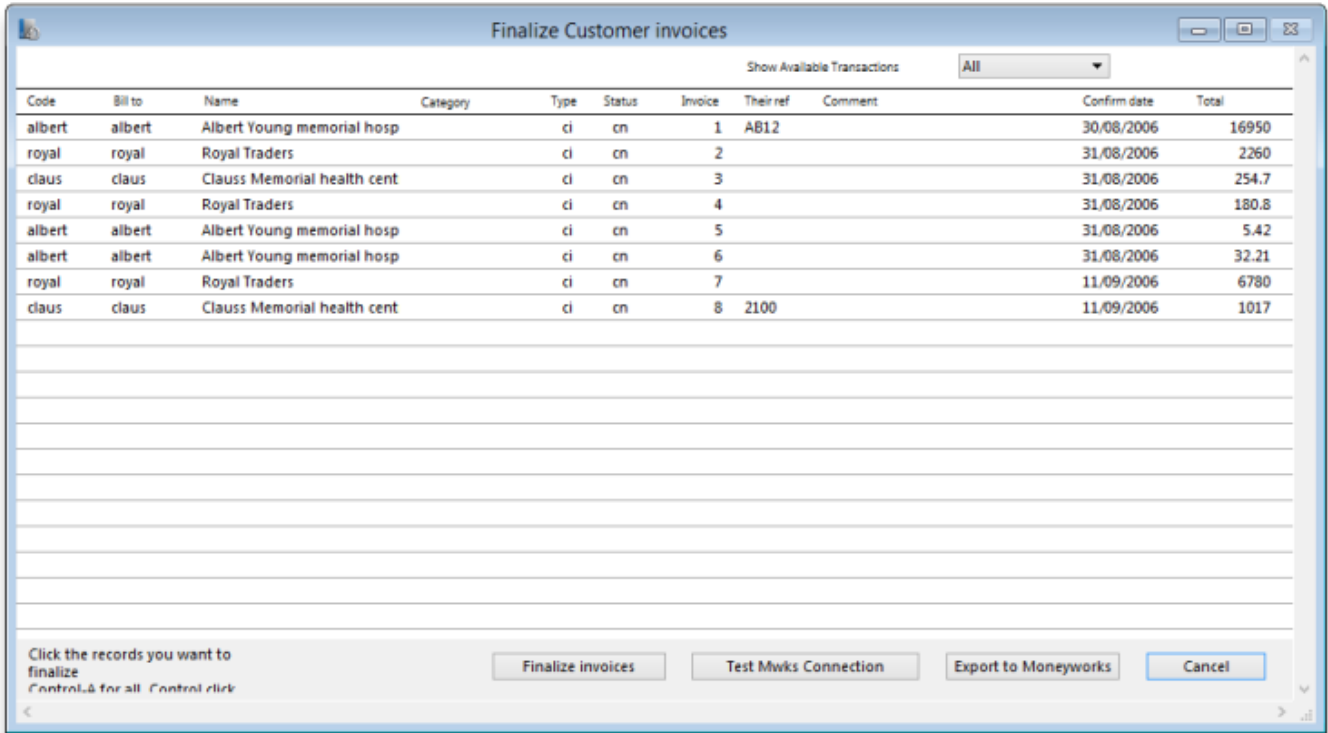 Finalize Customer invoices
Show Available Transactions All
Code Bill to Name Category Type Status Invoice Their ref Comment Confirm date Total
albert albert Albert Young memorial hosp ci cn 1 AB12 30/08/2006 16950
royal royal Royal Traders ci cn 2 31/08/2006 2260
claus claus Clauss Memorial health cent ci cn 3 31/08/2006 254.7
royal royal Royal Traders ci cn 4 31/08/2006 180.8
albert albert Albert Young memorial hosp ci cn 5 31/08/2006 5.42
albert albert Albert Young memorial hosp ci cn 6 31/08/2006 32.21
royal royal Royal Traders ci cn 7 11/09/2006 6780
claus claus Clauss Memorial health cent ci cn 8 2100 11/09/2006 1017
Click the records you want to
finalize
Control-A for all, Control click
Finalize invoices Test Mwks Connection Export to Moneyworks Cancel